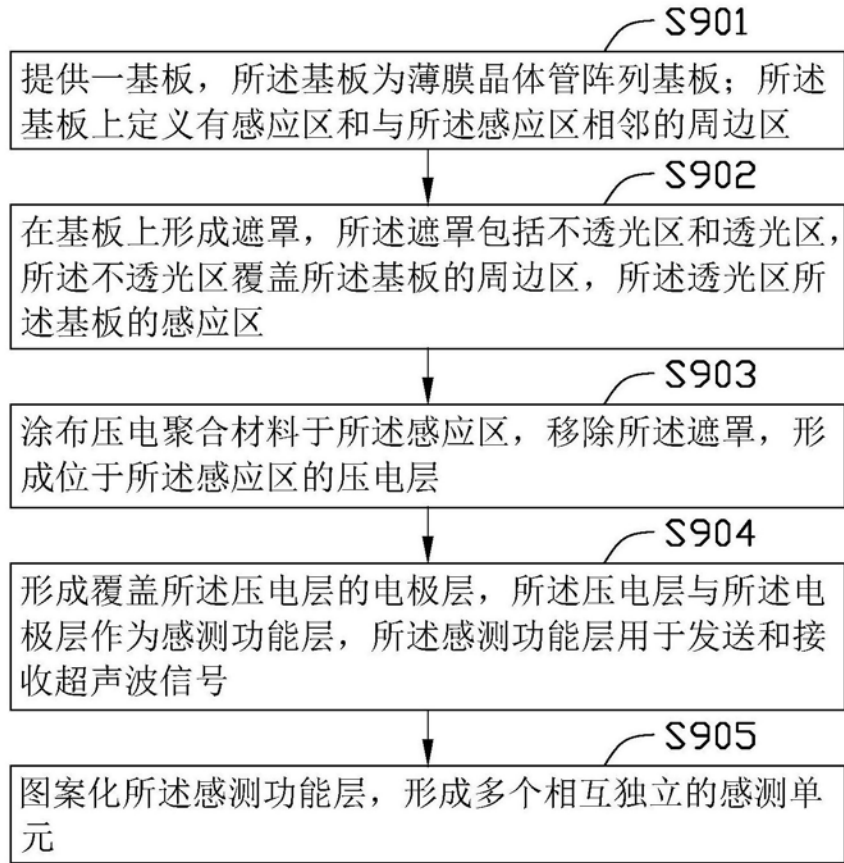 S901
提供一基板，所述基板为薄膜晶体管阵列基板；所述
基板上定义有感应区和与所述感应区相邻的周边区
S902
在基板上形成遮罩，所述遮罩包括不透光区和透光区，
所述不透光区覆盖所述基板的周边区，所述透光区所
述基板的感应区
S903
涂布压电聚合材料于所述感应区，移除所述遮罩，形
成位于所述感应区的压电层
S904
形成覆盖所述压电层的电极层，所述压电层与所述电
极层作为感测功能层，所述感测功能层用于发送和接
收超声波信号
S905
图案化所述感测功能层，形成多个相互独立的感测单
元